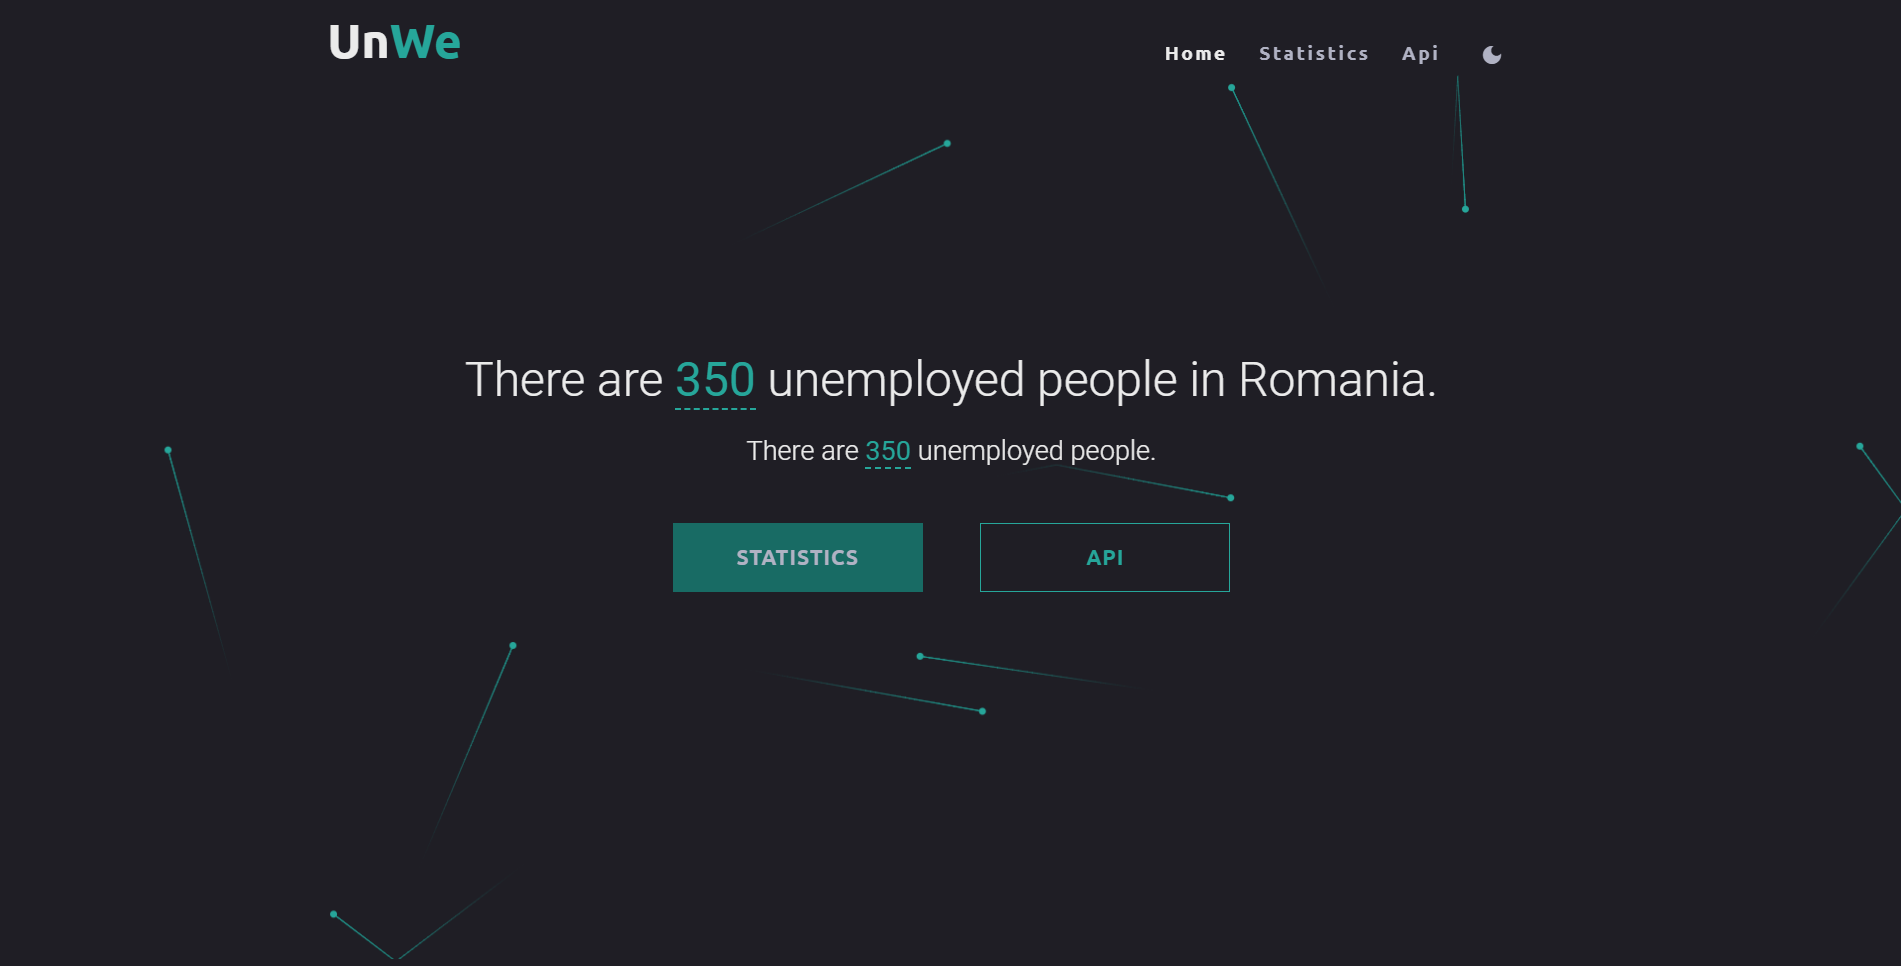 UnWe
Home Statistics Api
There are 350 unemployed people in Romania.
There are 350 unemployed people.
STATISTICS API